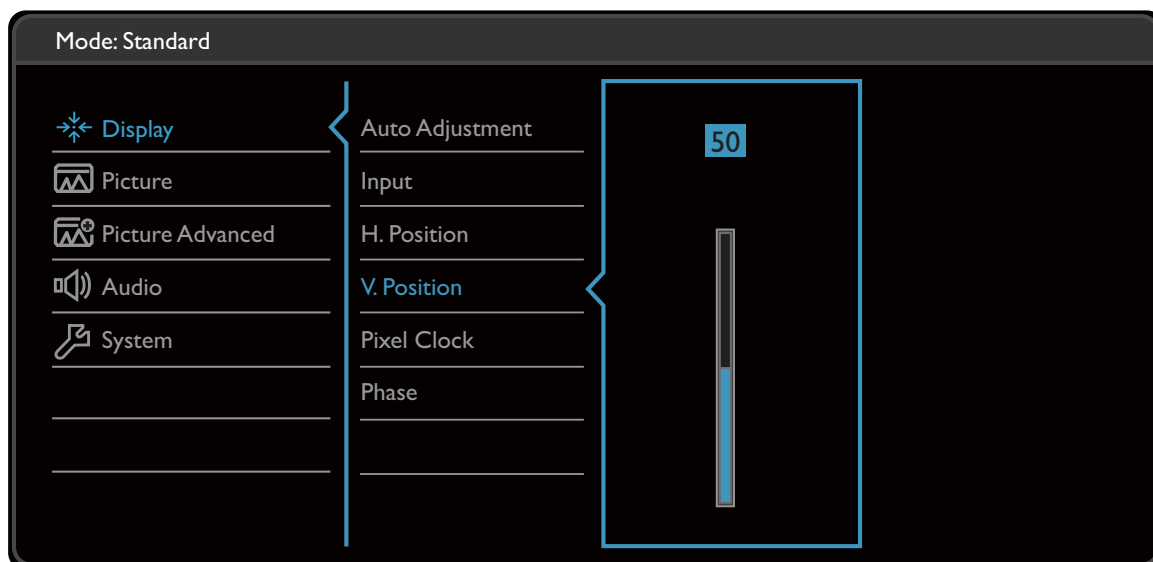 Mode: Standard
Display
Picture
Picture Advanced
Audio
System
Auto Adjustment
Input
H. Position
V. Position
Pixel Clock
Phase
50